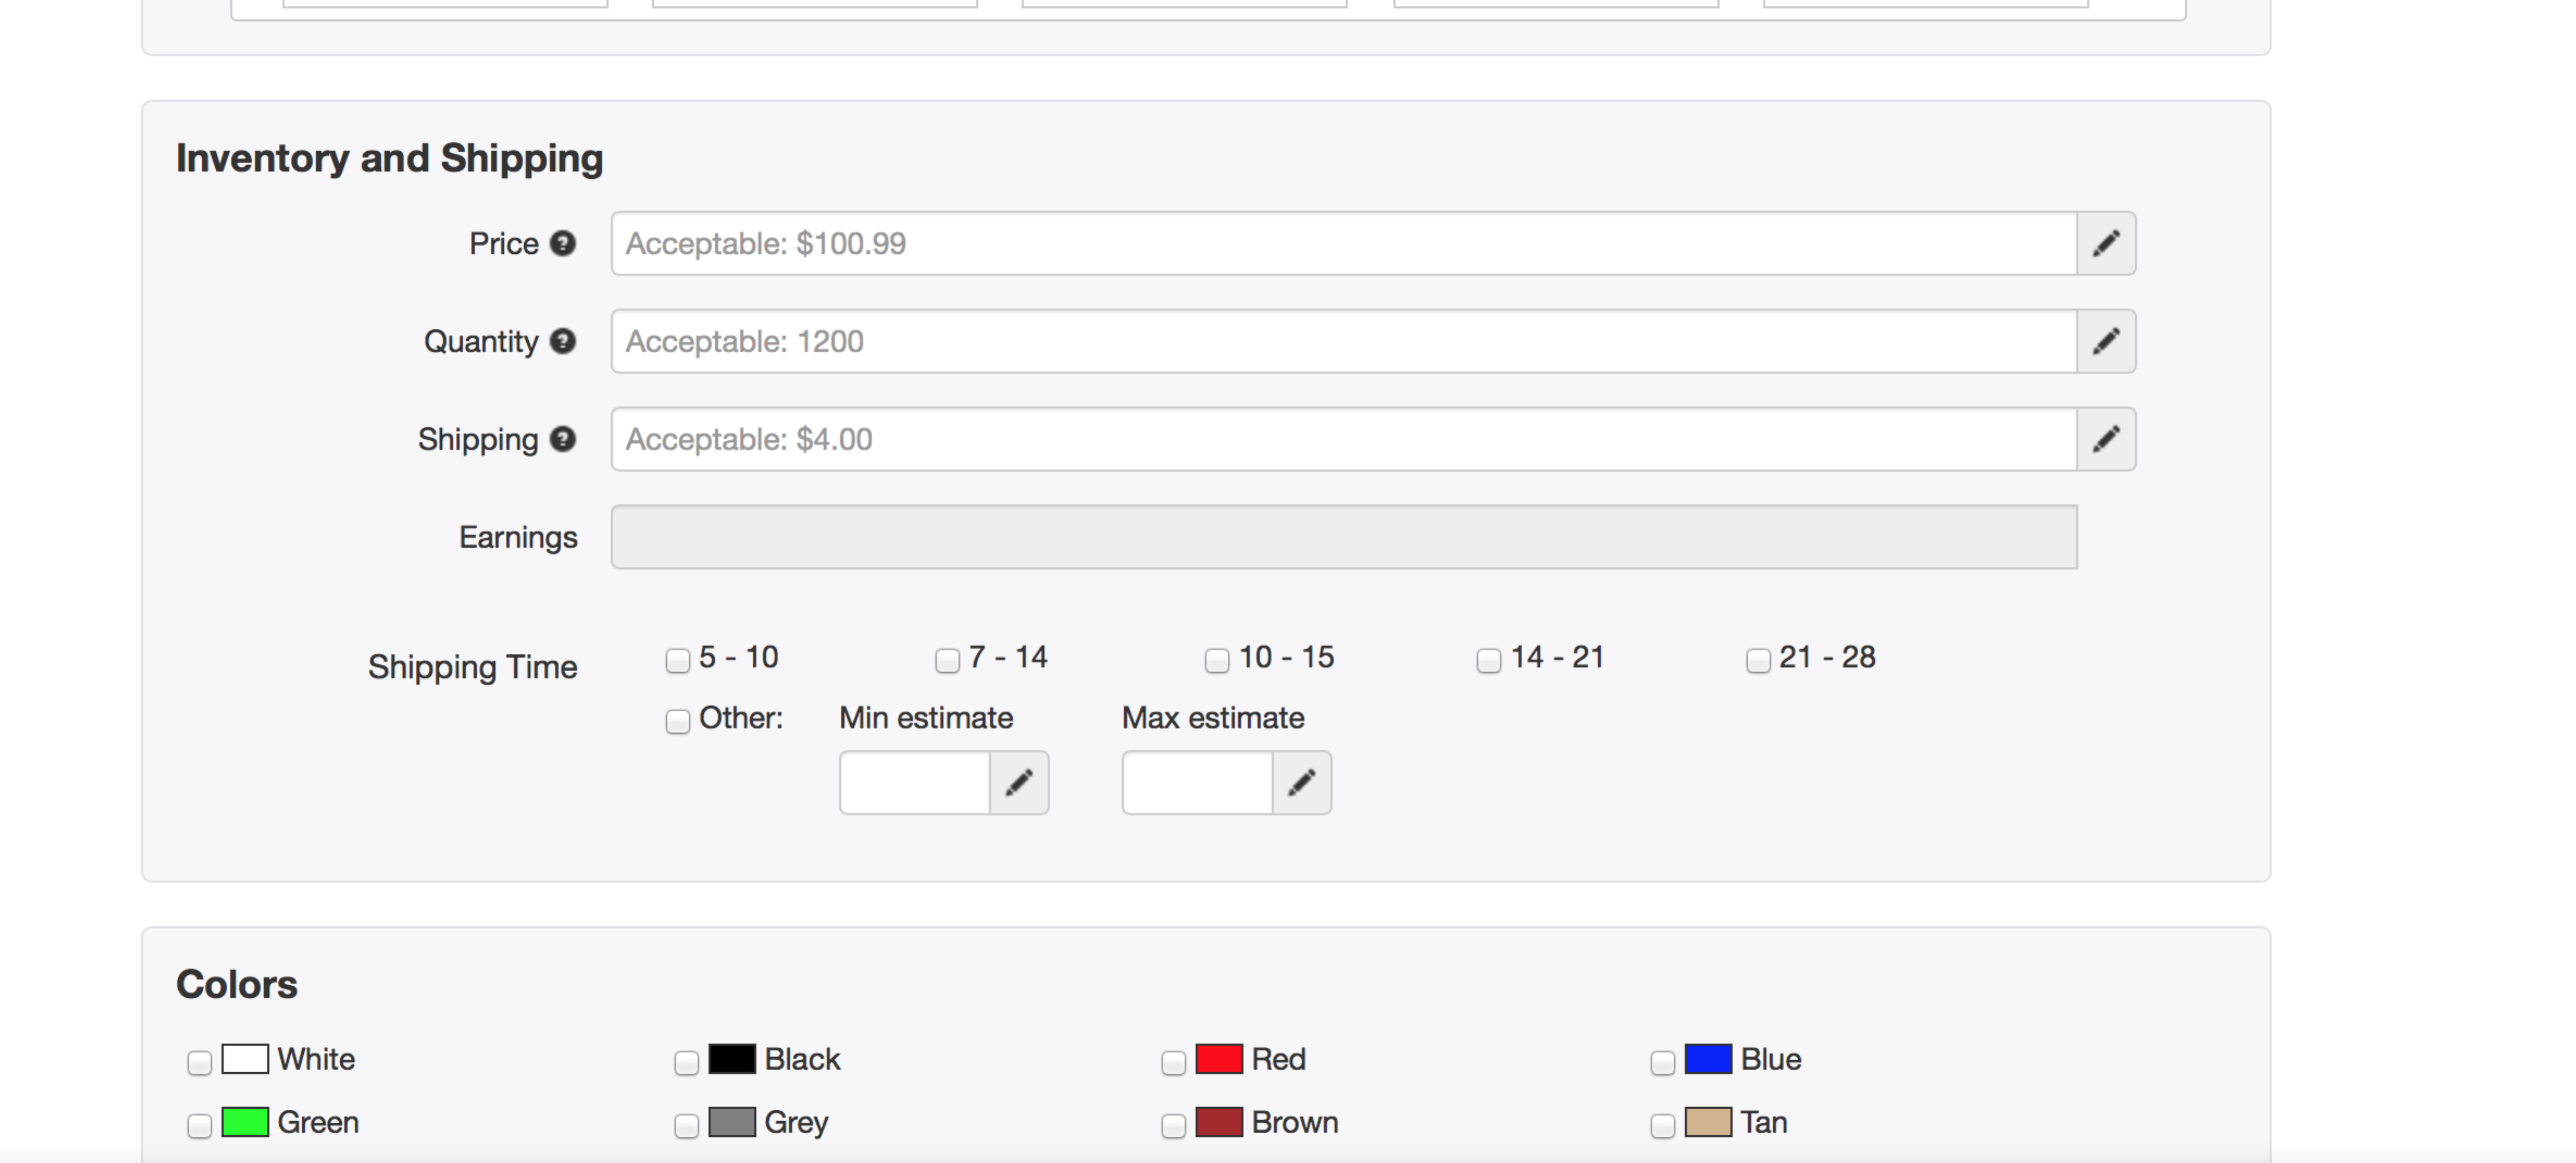 Inventory and Shipping
Price ? Acceptable: $100.99
Quantity ? Acceptable: 1200
Shipping ? Acceptable: $4.00
Earnings
Shipping Time 5 - 10 7 - 14 10 - 15 14 - 21 21 - 28
Other: Min estimate Max estimate
Colors
White Black Red Blue
Green Grey Brown Tan